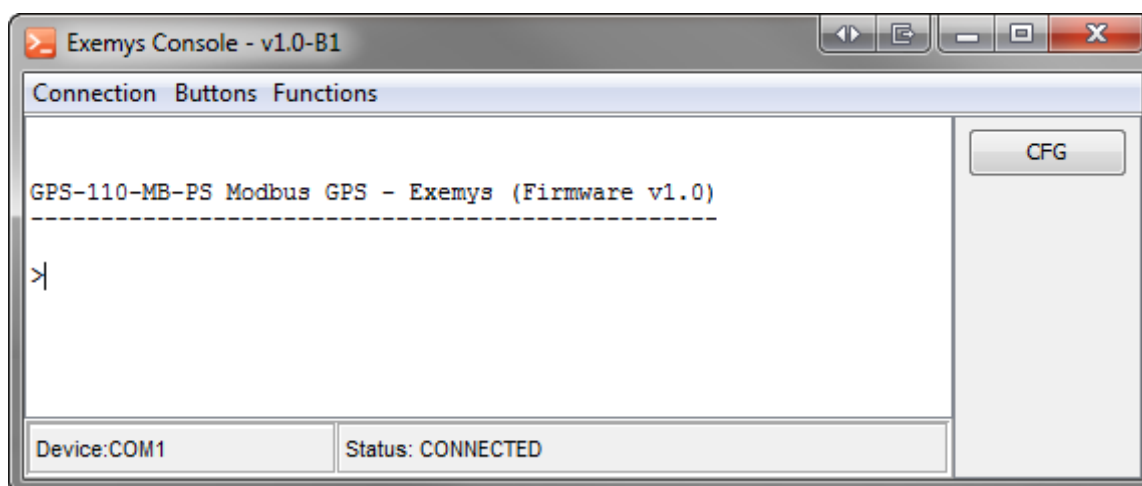 Exemys Console - v1.0-B1
Connection Buttons Functions
CFG
GPS-110-MB-PS Modbus GPS - Exemys (Firmware v1.0)
-------------------------------------------------
>
Device:COM1 Status: CONNECTED